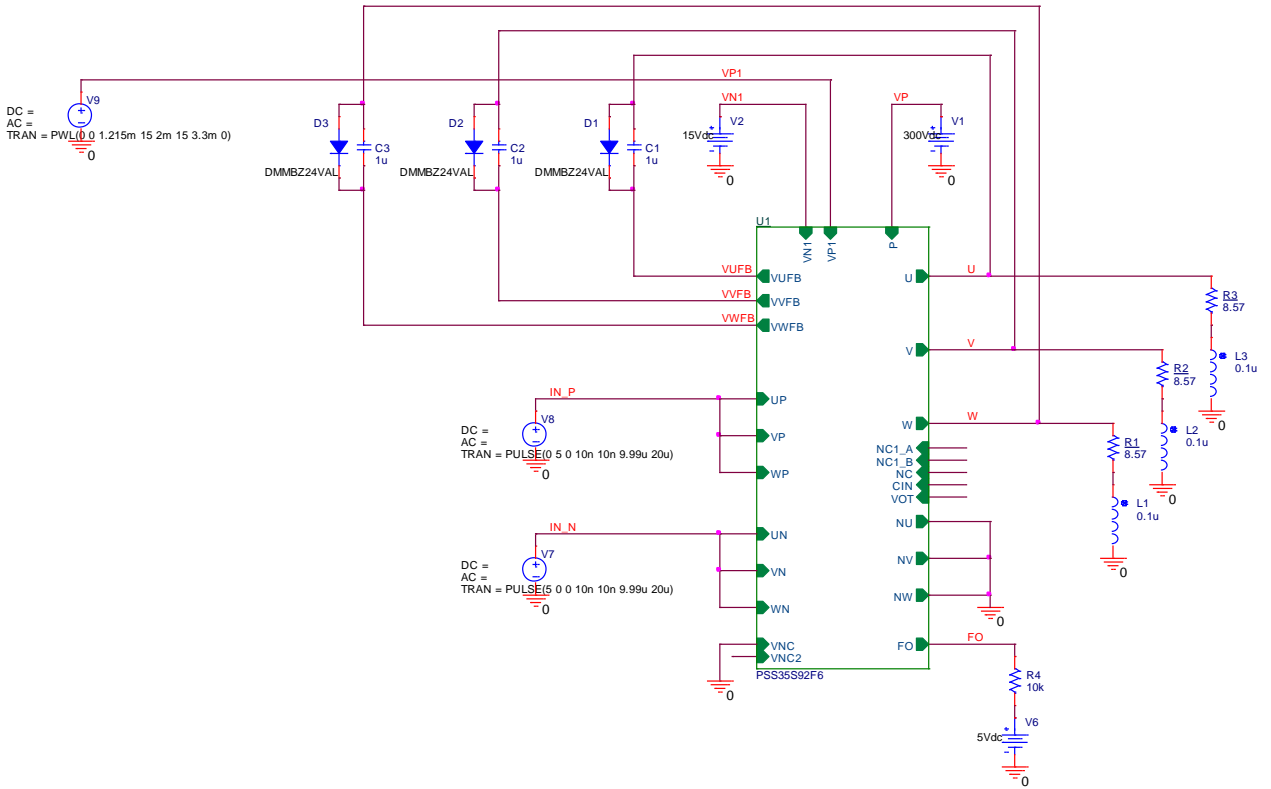 VP1
VN1
VP
V9
DC =
AC =
TRAN = PWL(0 0 1.215m 15 2m 15 3.3m 0)
0
D3
C3
1u
DMMBZ24VAL
D2
C2
1u
DMMBZ24VAL
D1
C1
1u
DMMBZ24VAL
V2
15Vdc
0
V1
300Vdc
0
U1
VN1
VP1
P
VUFB
VUFB
VVFB
VVFB
VWFB
VWFB
U
U
V
V
W
W
R3
8.57
L3
0.1u
0
R2
8.57
L2
0.1u
0
R1
8.57
L1
0.1u
0
IN_P
V8
DC =
AC =
TRAN = PULSE(0 5 0 10n 10n 9.99u 20u)
0
UP
VP
WP
NC1_A
NC1_B
NC
CIN
VOT
IN_N
V7
DC =
AC =
TRAN = PULSE(5 0 0 10n 10n 9.99u 20u)
0
UN
VN
WN
NU
NV
NW
0
VNC
VNC2
0
FO
FO
PSS35S92F6
R4
10k
V6
5Vdc
0